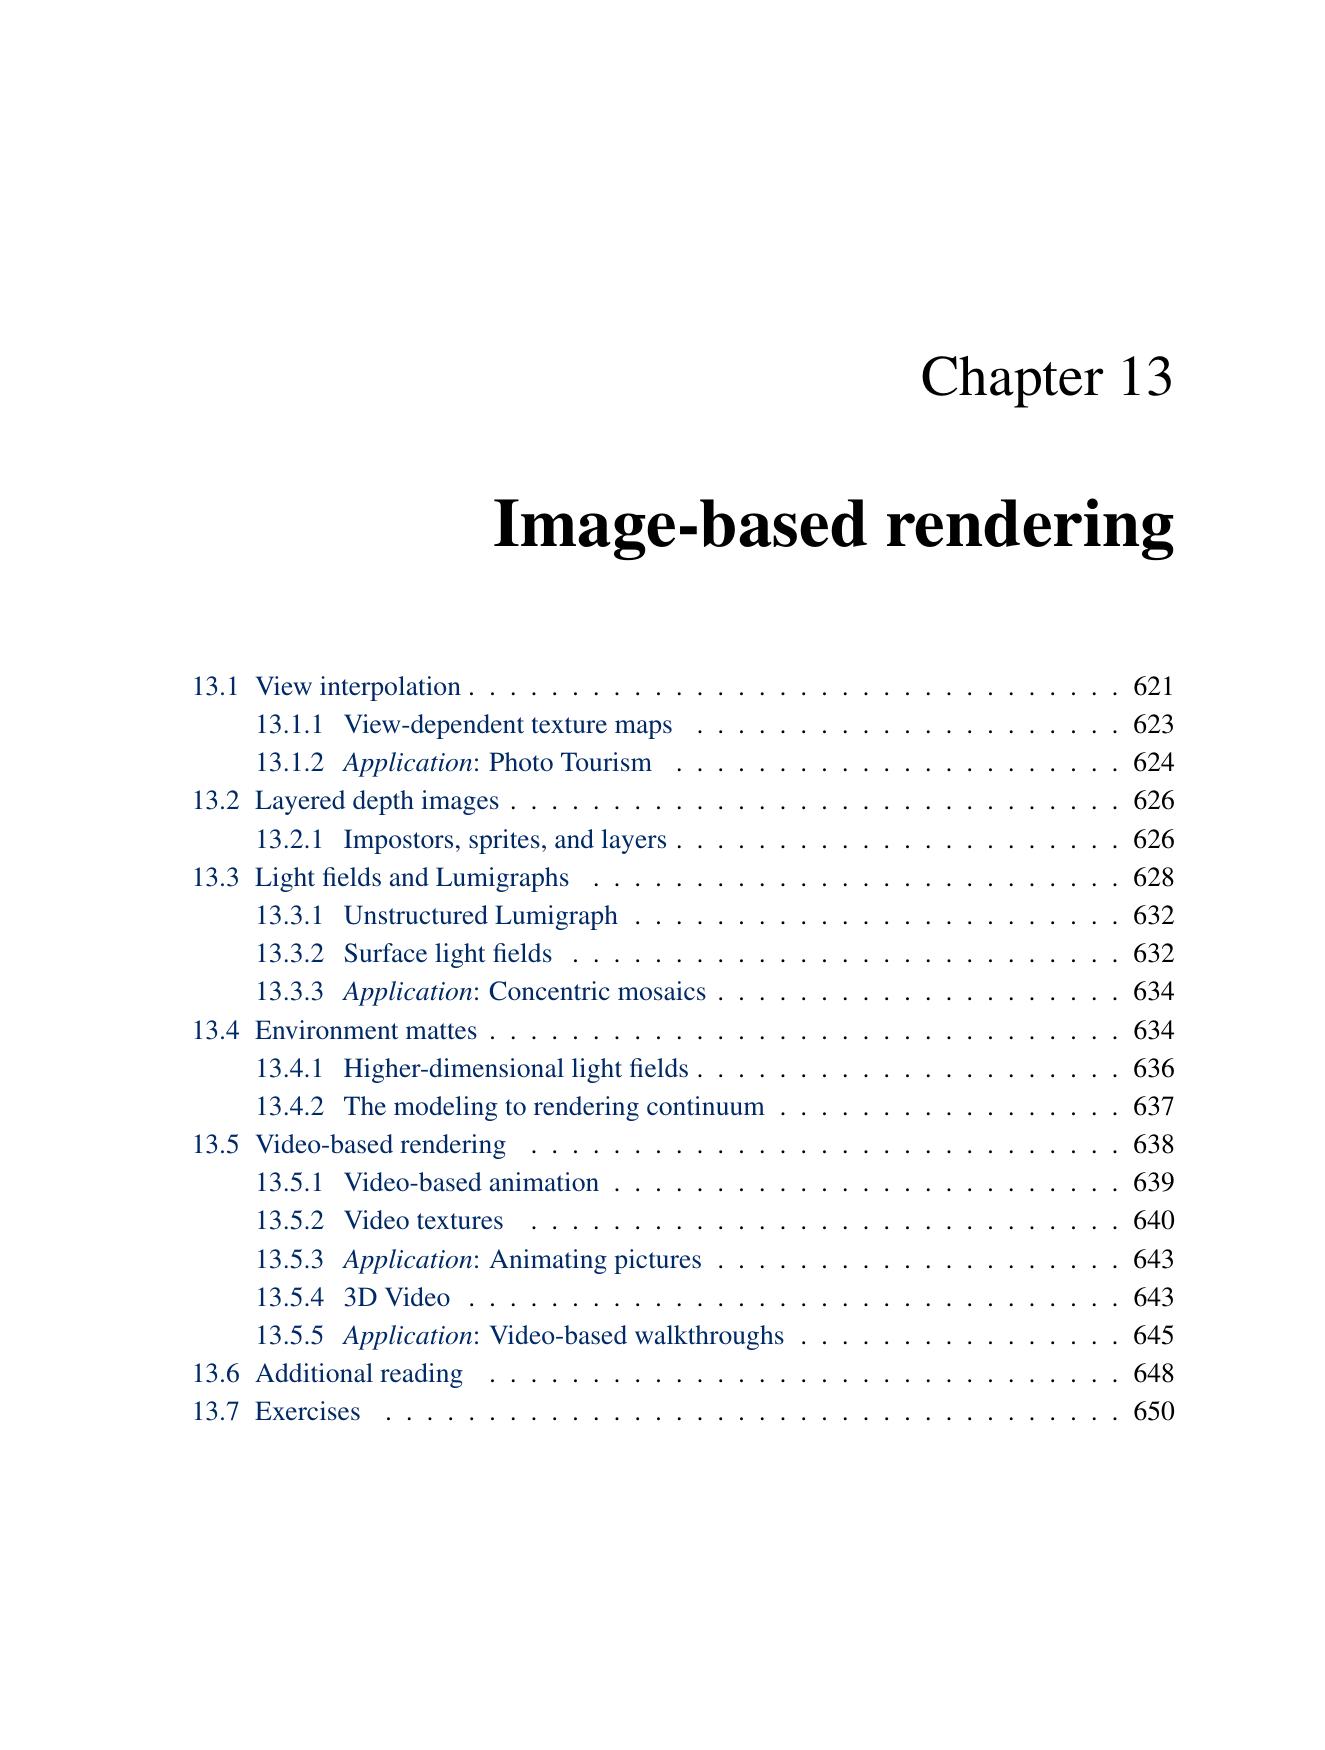 Chapter 13
Image-based rendering
13.1 View interpolation . . . . . . . . . . . . . . . . . . . . . . . . . . . . . . . . 621
13.1.1 View-dependent texture maps . . . . . . . . . . . . . . . . . . . . . 623
13.1.2 Application: Photo Tourism . . . . . . . . . . . . . . . . . . . . . . 624
13.2 Layered depth images . . . . . . . . . . . . . . . . . . . . . . . . . . . . . . 626
13.2.1 Impostors, sprites, and layers . . . . . . . . . . . . . . . . . . . . . . 626
13.3 Light fields and Lumigraphs . . . . . . . . . . . . . . . . . . . . . . . . . . 628
13.3.1 Unstructured Lumigraph . . . . . . . . . . . . . . . . . . . . . . . . 632
13.3.2 Surface light fields . . . . . . . . . . . . . . . . . . . . . . . . . . . 632
13.3.3 Application: Concentric mosaics . . . . . . . . . . . . . . . . . . . . 634
13.4 Environment mattes . . . . . . . . . . . . . . . . . . . . . . . . . . . . . . . 634
13.4.1 Higher-dimensional light fields . . . . . . . . . . . . . . . . . . . . . 636
13.4.2 The modeling to rendering continuum . . . . . . . . . . . . . . . . . 637
13.5 Video-based rendering . . . . . . . . . . . . . . . . . . . . . . . . . . . . . 638
13.5.1 Video-based animation . . . . . . . . . . . . . . . . . . . . . . . . . 639
13.5.2 Video textures . . . . . . . . . . . . . . . . . . . . . . . . . . . . . 640
13.5.3 Application: Animating pictures . . . . . . . . . . . . . . . . . . . . 643
13.5.4 3D Video . . . . . . . . . . . . . . . . . . . . . . . . . . . . . . . . 643
13.5.5 Application: Video-based walkthroughs . . . . . . . . . . . . . . . . 645
13.6 Additional reading . . . . . . . . . . . . . . . . . . . . . . . . . . . . . . . 648
13.7 Exercises . . . . . . . . . . . . . . . . . . . . . . . . . . . . . . . . . . . . 650